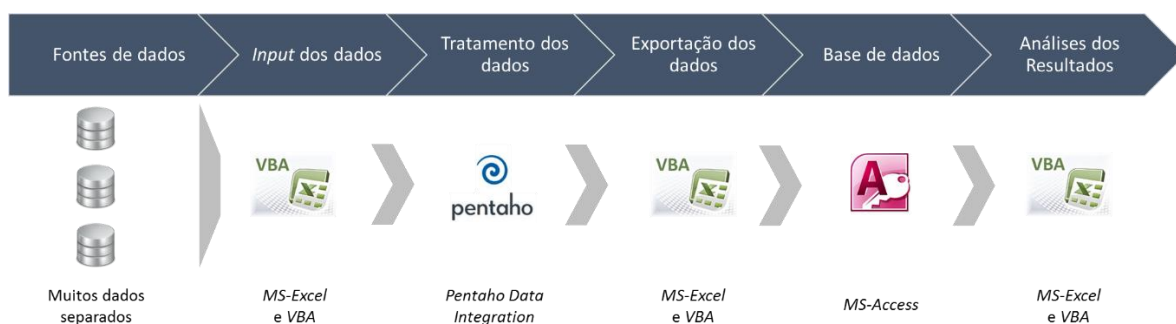 Fontes de dados
Input dos dados
Tratamento dos
dados
Exportação dos
dados
Base de dados
Análises dos
Resultados
VBA
pentaho
VBA
A
VBA
Muitos dados
separados
MS-Excel
e VBA
Pentaho Data
Integration
MS-Excel
e VBA
MS-Access
MS-Excel
e VBA